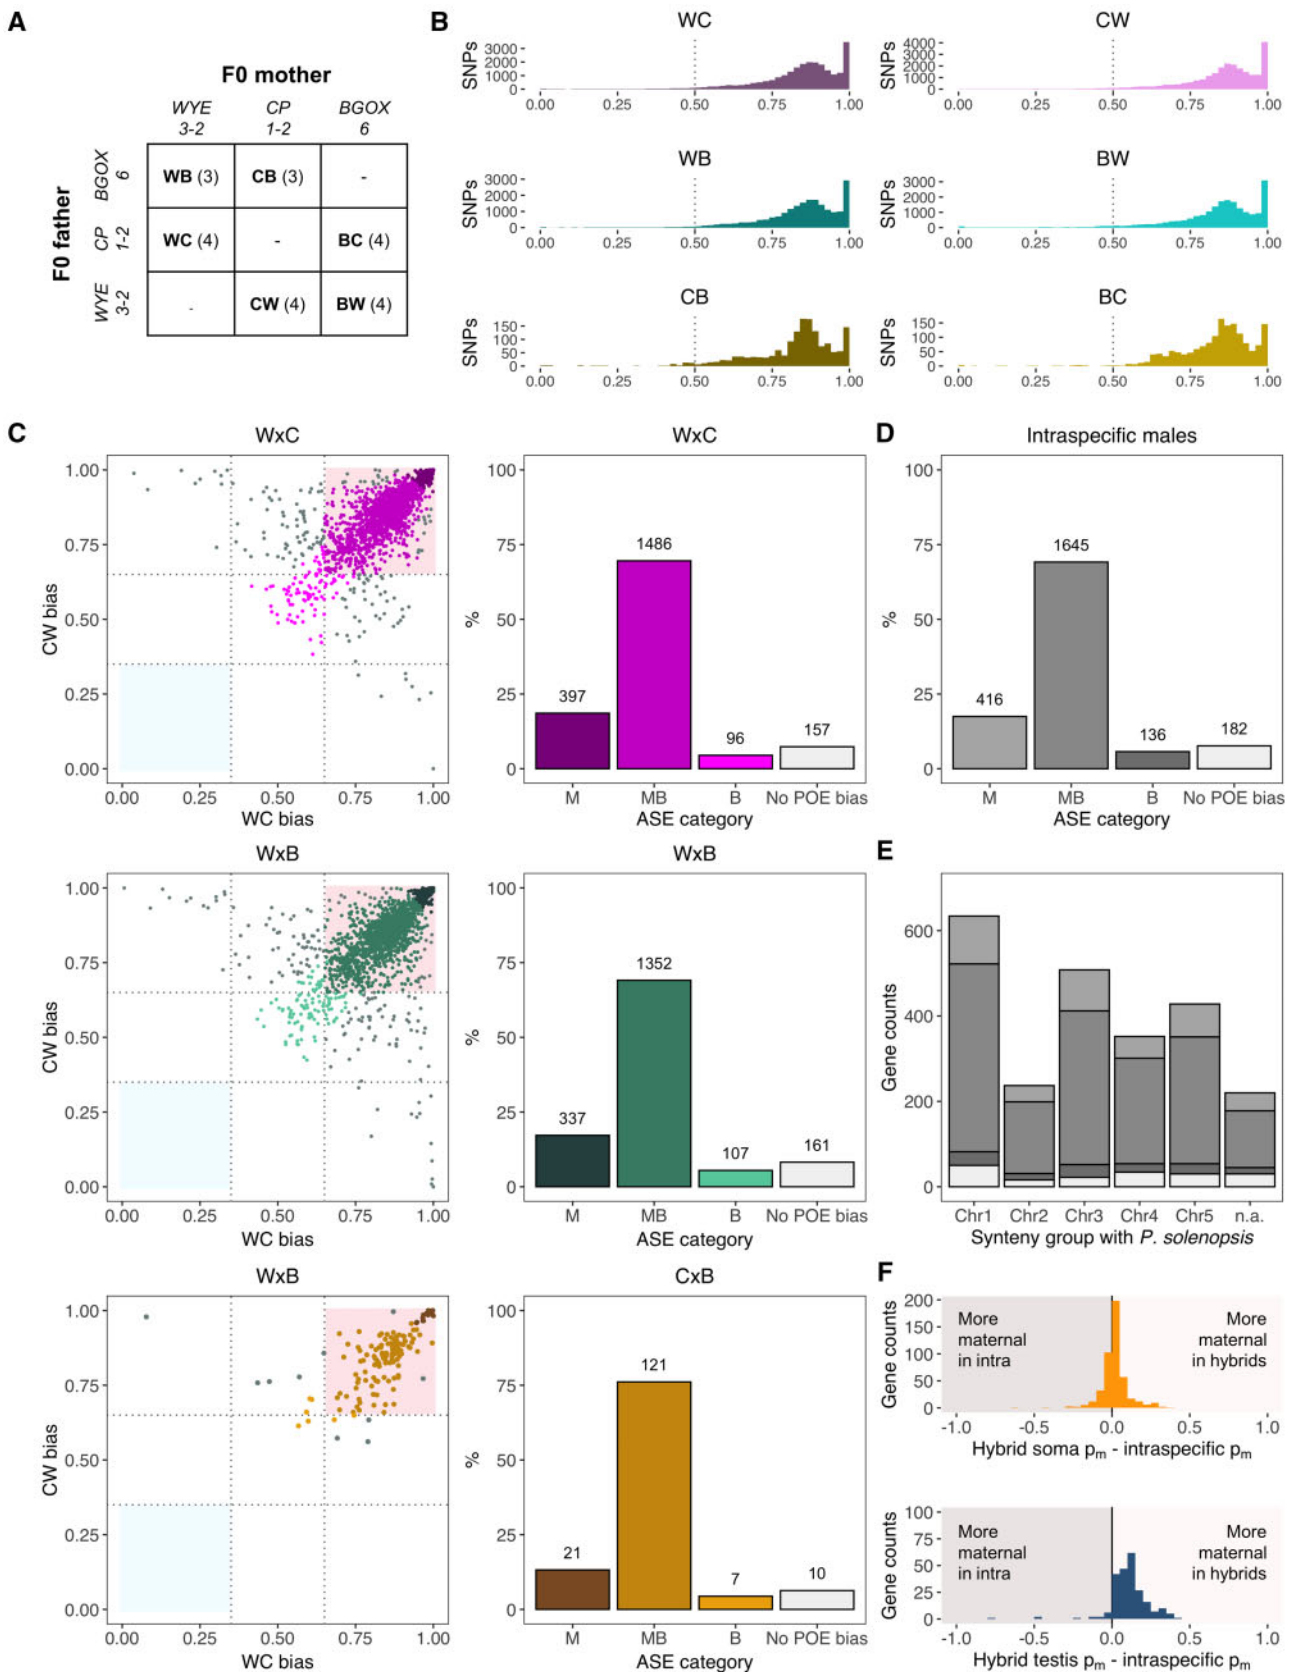 A
F0 mother
WYE 3-2
CP 1-2
BGOX 6
F0 father
BGOX 6
WB (3)
CB (3)
-
CP 1-2
WC (4)
-
BC (4)
WYE 3-2
-
CW (4)
BW (4)
B
WC
SNPs
3000
2000
1000
0
0.00 0.25 0.50 0.75 1.00
CW
SNPs
4000
3000
2000
1000
0
0.00 0.25 0.50 0.75 1.00
WB
SNPs
3000
2000
1000
0
0.00 0.25 0.50 0.75 1.00
BW
SNPs
3000
2000
1000
0
0.00 0.25 0.50 0.75 1.00
CB
SNPs
150
100
50
0
0.00 0.25 0.50 0.75 1.00
BC
SNPs
150
100
50
0
0.00 0.25 0.50 0.75 1.00
C
WxC
CW bias
1.00
0.75
0.50
0.25
0.00
0.00 0.25 0.50 0.75 1.00
WC bias
WxC
%
100
75
50
25
0
397
1486
96
157
M MB B No POE bias
ASE category
D
Intraspecific males
%
100
75
50
25
0
416
1645
136
182
M MB B No POE bias
ASE category
WxB
CW bias
1.00
0.75
0.50
0.25
0.00
0.00 0.25 0.50 0.75 1.00
WC bias
WxB
%
100
75
50
25
0
337
1352
107
161
M MB B No POE bias
ASE category
E
Gene counts
600
400
200
0
Chr1 Chr2 Chr3 Chr4 Chr5 n.a.
Synteny group with P. solenopsis
WxB
CW bias
1.00
0.75
0.50
0.25
0.00
0.00 0.25 0.50 0.75 1.00
WC bias
CxB
%
100
75
50
25
0
21
121
7
10
M MB B No POE bias
ASE category
F
Gene counts
200
150
100
50
0
More maternal in intra
More maternal in hybrids
-1.0 -0.5 0.0 0.5 1.0
Hybrid soma pm - intraspecific pm
Gene counts
100
75
50
25
0
More maternal in intra
More maternal in hybrids
-1.0 -0.5 0.0 0.5 1.0
Hybrid testis pm - intraspecific pm